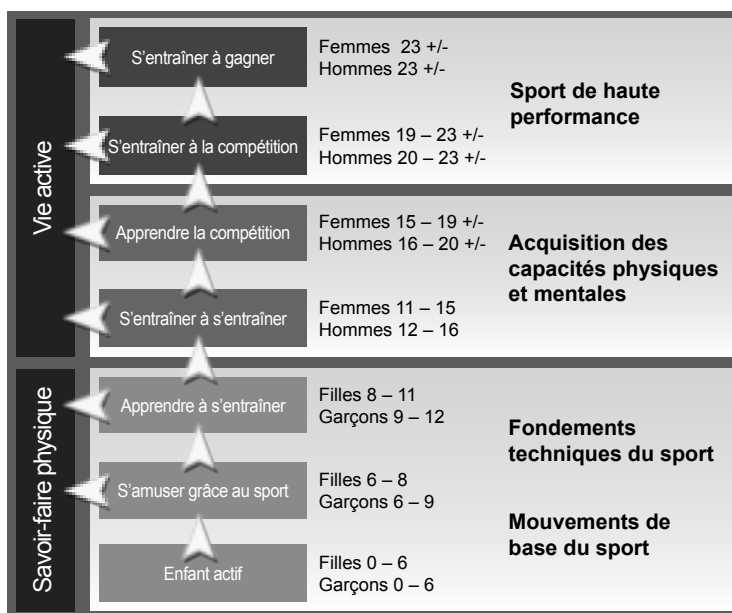 Vie active
S'entraîner à gagner
Femmes 23 +/-
Hommes 23 +/-
Sport de haute
performance
S'entraîner à la compétition
Femmes 19 – 23 +/-
Hommes 20 – 23 +/-
Apprendre la compétition
Femmes 15 – 19 +/-
Hommes 16 – 20 +/-
Acquisition des
capacités physiques
et mentales
S'entraîner à s'entraîner
Femmes 11 – 15
Hommes 12 – 16
Savoir-faire physique
Apprendre à s'entraîner
Filles 8 – 11
Garçons 9 – 12
Fondements
techniques du sport
S'amuser grâce au sport
Filles 6 – 8
Garçons 6 – 9
Mouvements de
base du sport
Enfant actif
Filles 0 – 6
Garçons 0 – 6